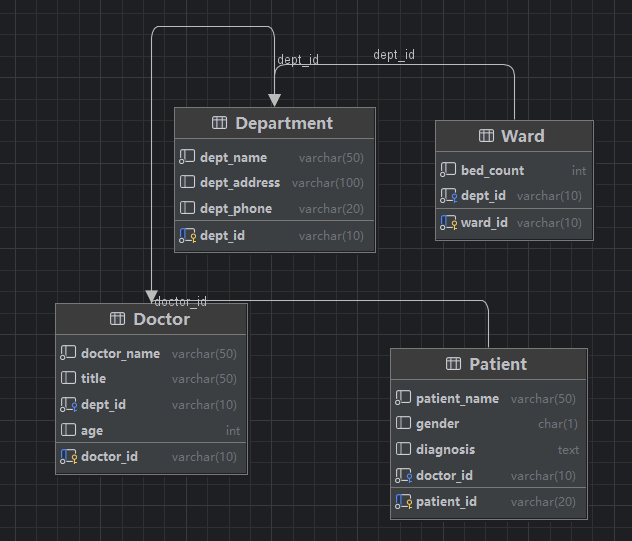 dept_id
dept_id
Department
dept_name varchar(50)
dept_address varchar(100)
dept_phone varchar(20)
dept_id varchar(10)
Ward
bed_count int
dept_id varchar(10)
ward_id varchar(10)
doctor_id
Doctor
doctor_name varchar(50)
title varchar(50)
dept_id varchar(10)
age int
doctor_id varchar(10)
Patient
patient_name varchar(50)
gender char(1)
diagnosis text
doctor_id varchar(10)
patient_id varchar(20)